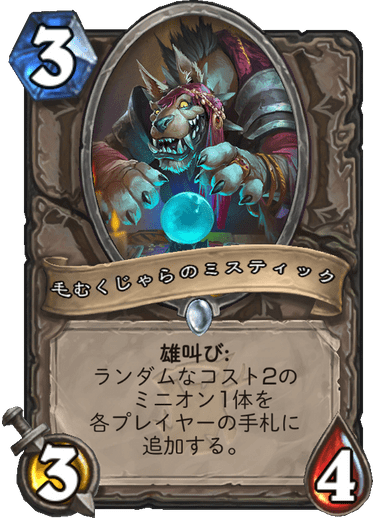 3
毛むくじゃらのミスティック
雄叫び:
ランダムなコスト2の
ミニオン1体を
各プレイヤーの手札に
追加する。
3
4